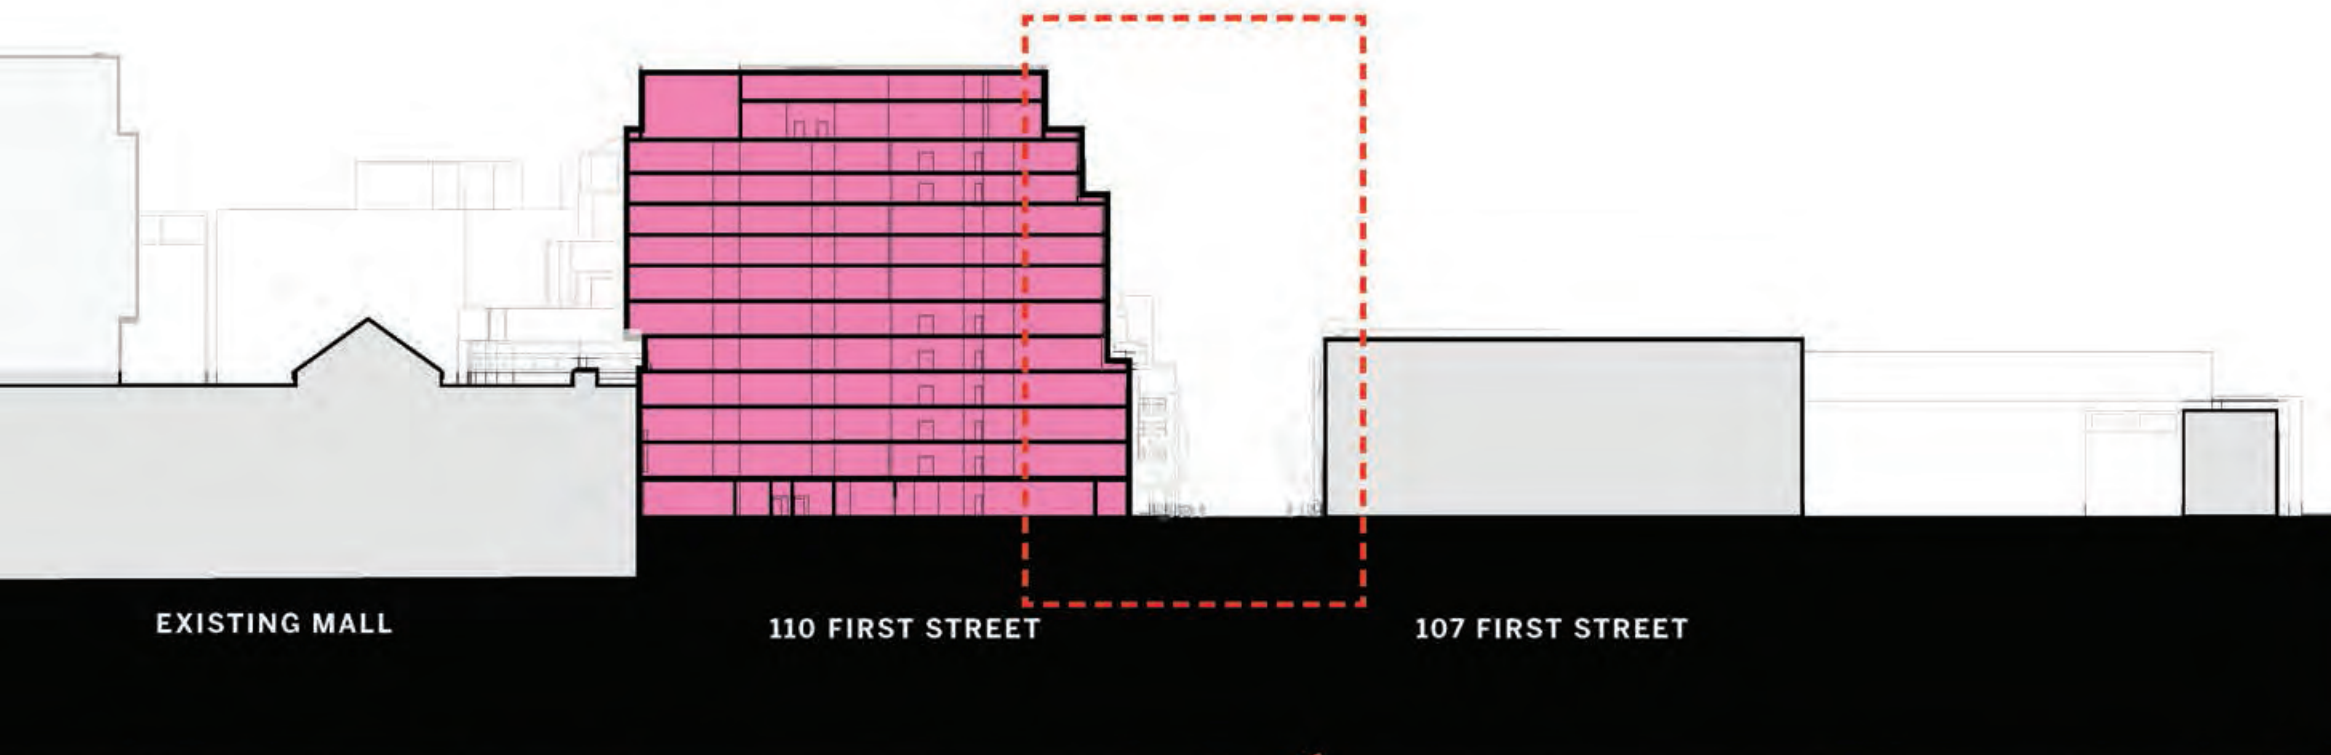 EXISTING MALL
110 FIRST STREET
107 FIRST STREET